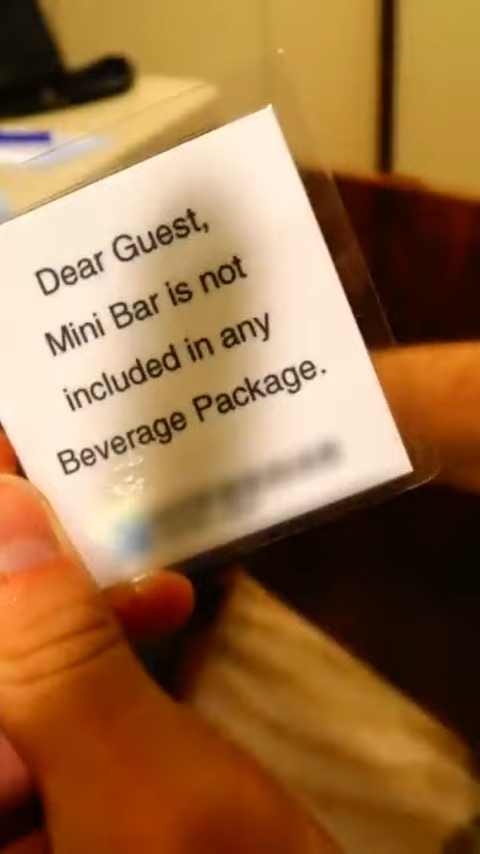 Dear Guest,
Mini Bar is not
included in any
Beverage Package.